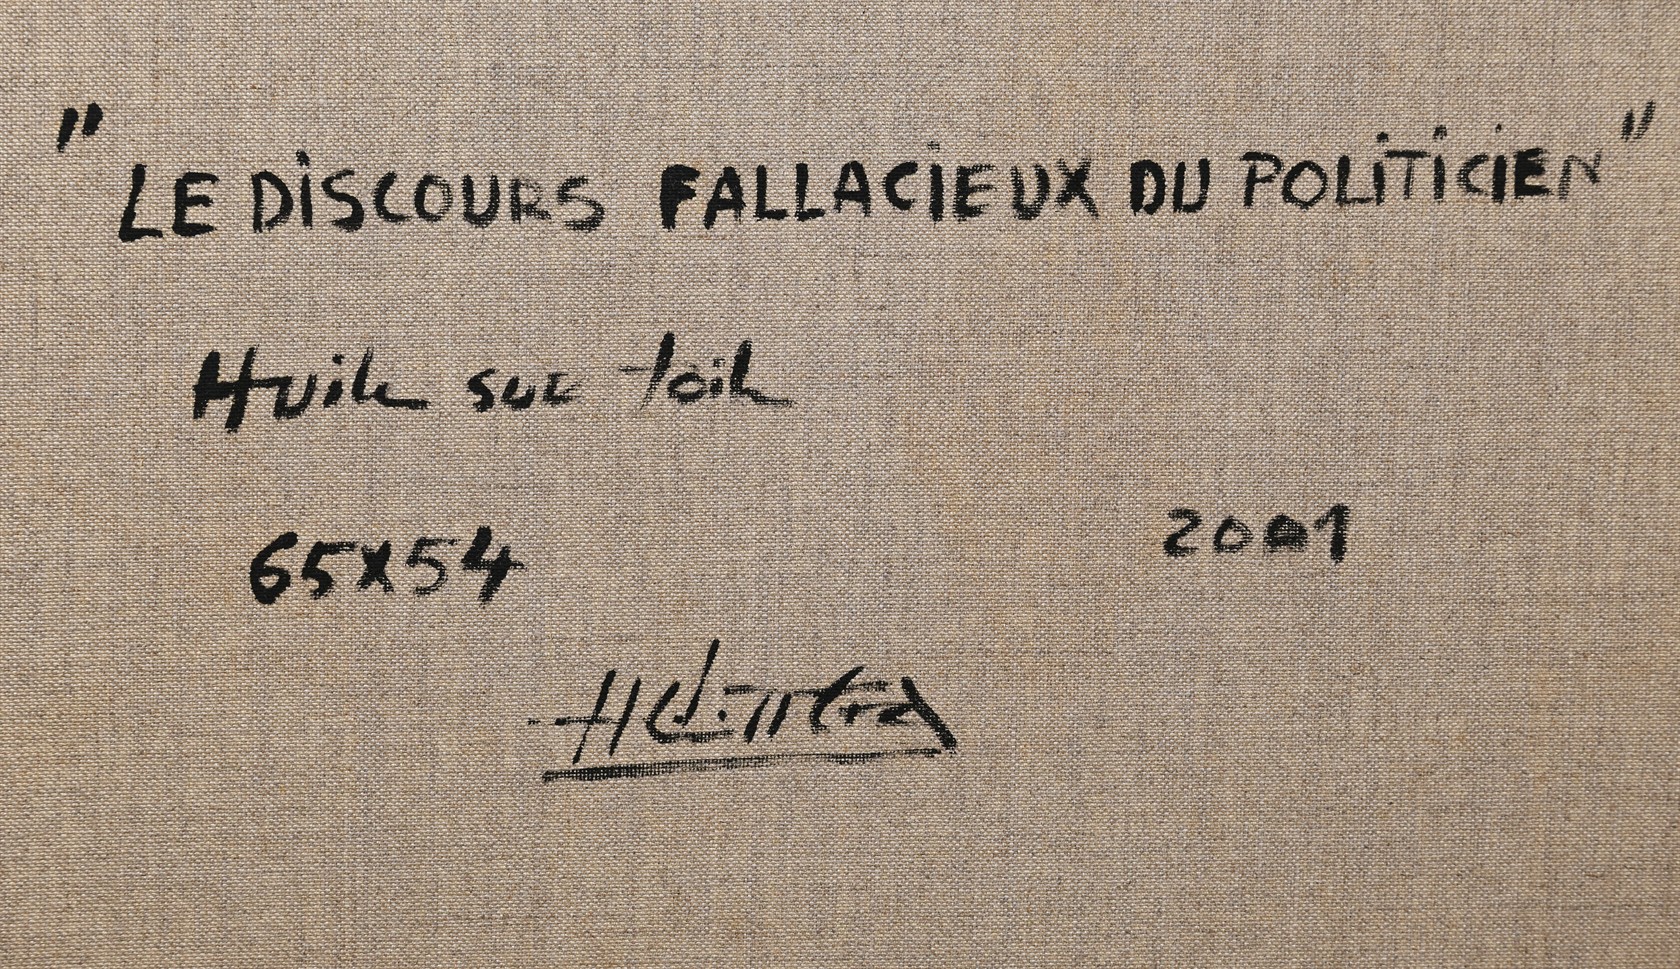 "LE DISCOURS FALLACIEUX DU POLITICIEN"
Huile sur toile
65x54 2001